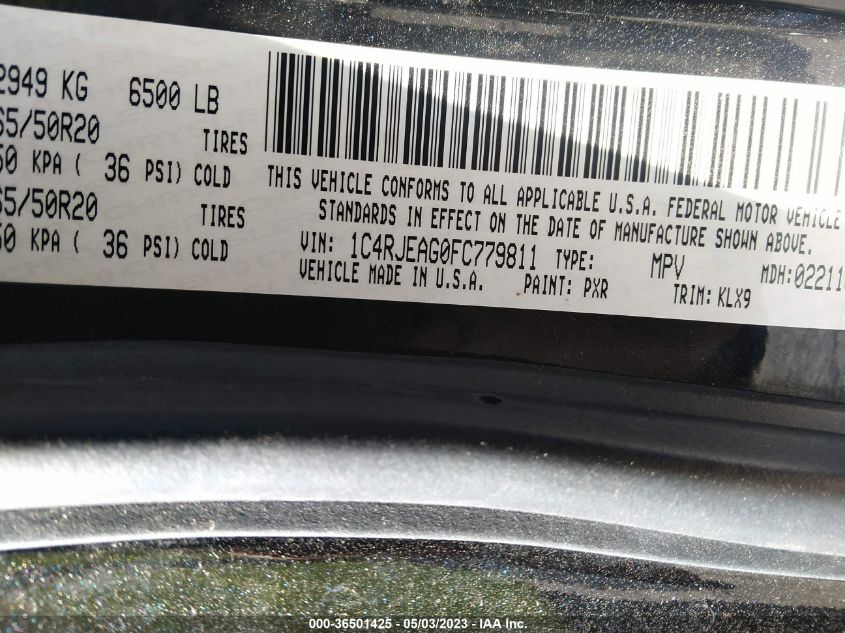 2949 KG 6500 LB
5/50R20 TIRES
50 KPA ( 36 PSI) COLD
5/50R20 TIRES
50 KPA ( 36 PSI) COLD
THIS VEHICLE CONFORMS TO ALL APPLICABLE U.S.A. FEDERAL MOTOR VEHICLE
STANDARDS IN EFFECT ON THE DATE OF MANUFACTURE SHOWN ABOVE.
VIN: 1C4RJEAG0FC779811 TYPE: MPV MDH:02211
VEHICLE MADE IN U.S.A. PAINT: PXR TRIM: KLX9
000-36501425 - 05/03/2023 - IAA Inc.